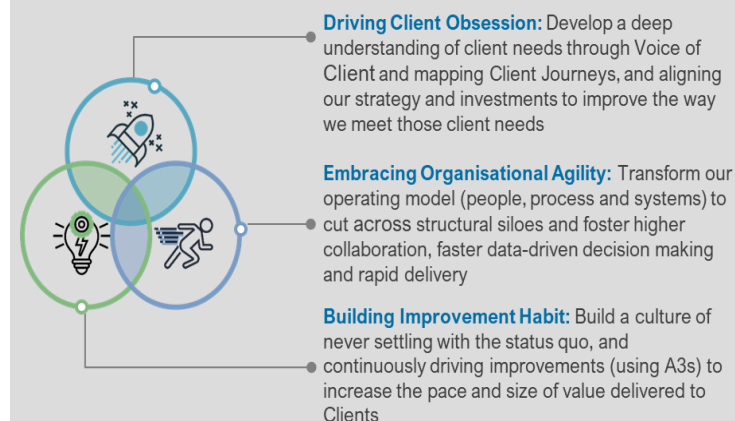 Driving Client Obsession: Develop a deep
understanding of client needs through Voice of
Client and mapping Client Journeys, and aligning
our strategy and investments to improve the way
we meet those client needs
Embracing Organisational Agility: Transform our
operating model (people, process and systems) to
cut across structural siloes and foster higher
collaboration, faster data-driven decision making
and rapid delivery
Building Improvement Habit: Build a culture of
never settling with the status quo, and
continuously driving improvements (using A3s) to
increase the pace and size of value delivered to
Clients